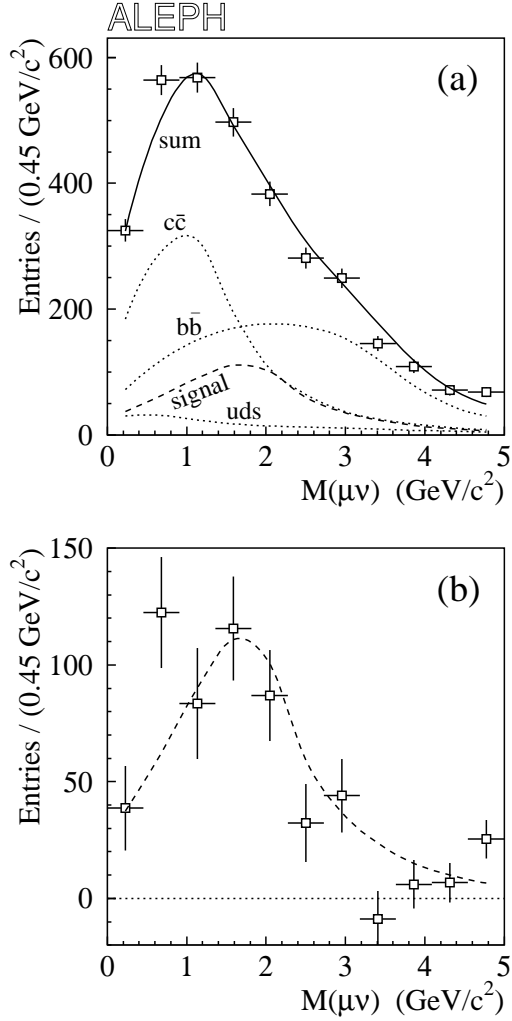 ALEPH
(a)
Entries / (0.45 GeV/c²)
600
400
200
0
sum
cc̄
bb̄
signal
uds
0 1 2 3 4 5
M(μν) (GeV/c²)
(b)
Entries / (0.45 GeV/c²)
150
100
50
0
0 1 2 3 4 5
M(μν) (GeV/c²)